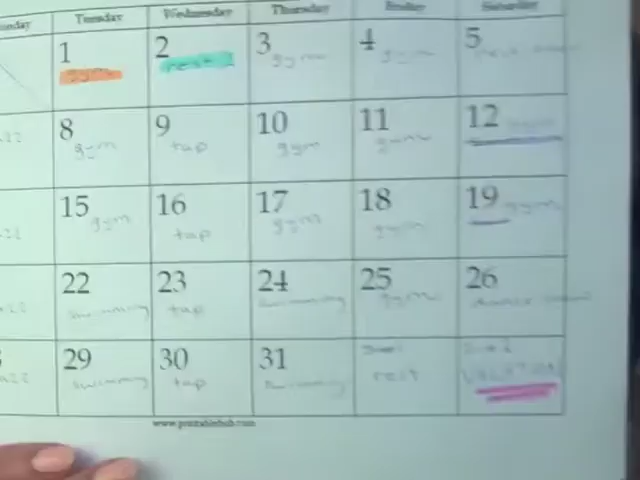 Tuesday Wednesday Thursday Friday Saturday
1 2 3 4 5
gym rest gym gym
8 9 10 11 12
gym tap gym gym
15 16 17 18 19
gym tap gym gym gym
22 23 24 25 26
swimming tap swimming gym dance
29 30 31
swimming tap swimming rest
www.printablehub.com